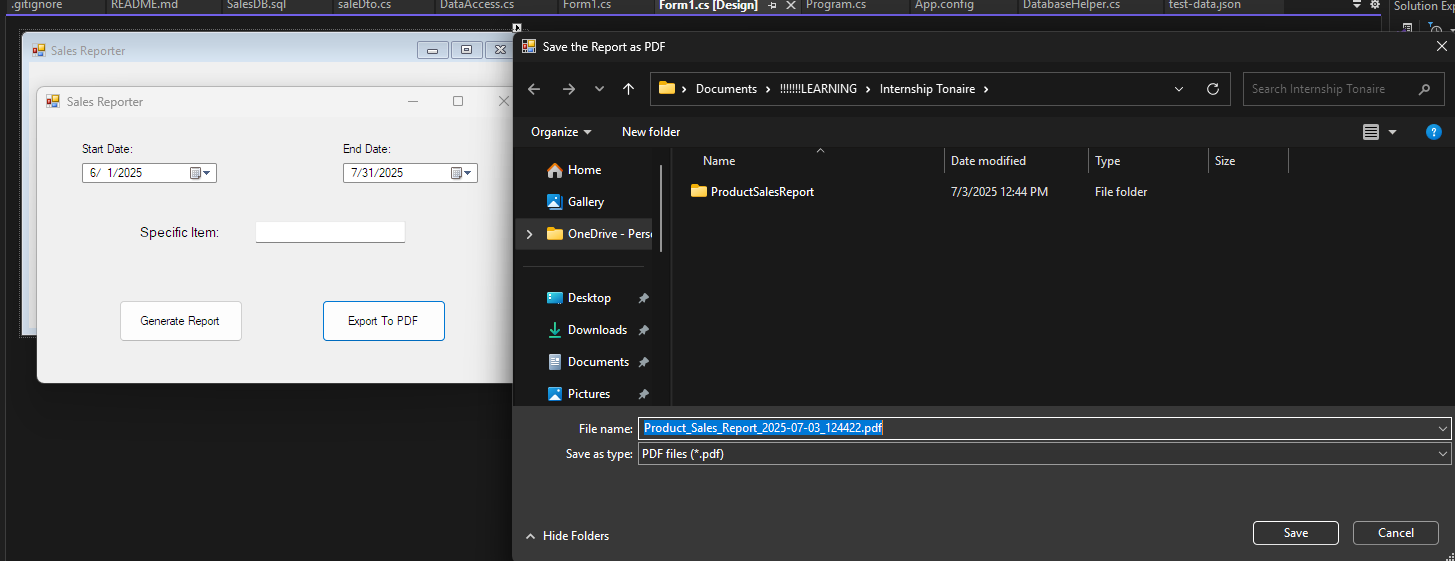 .gitignore README.md SalesDB.sql saleDto.cs DataAccess.cs Form1.cs Form1.cs [Design] Program.cs App.config DatabaseHelper.cs test-data.json Solution Exp
Sales Reporter
Sales Reporter
Start Date:
End Date:
6/ 1/2025
7/31/2025
Specific Item:
Generate Report
Export To PDF
Save the Report as PDF
Documents > !!!!!!!LEARNING > Internship Tonaire >
Search Internship Tonaire
Organize
New folder
Home
Gallery
OneDrive - Perso
Desktop
Downloads
Documents
Pictures
Name Date modified Type Size
ProductSalesReport 7/3/2025 12:44 PM File folder
File name: Product_Sales_Report_2025-07-03_124422.pdf
Save as type: PDF files (*.pdf)
Hide Folders
Save
Cancel